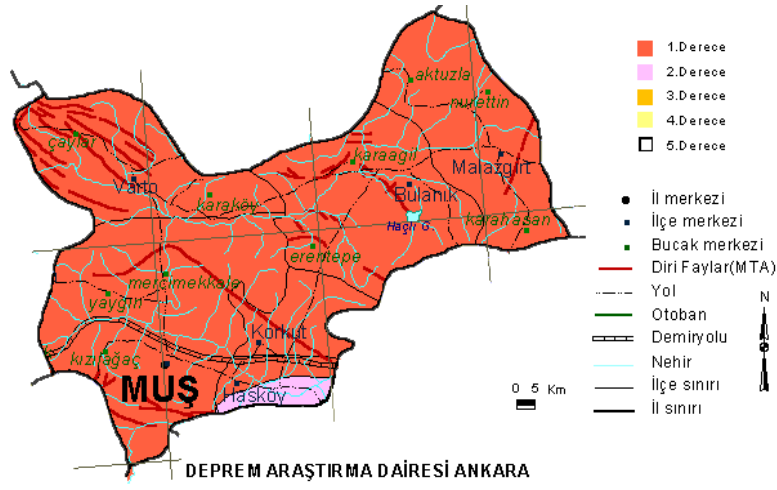 aktuzla
nurettin
çaylar
karaagil
Malazgirt
Varto
Bulanık
karaköy
Haçlı G.
karahasan
erentepe
mercimekkale
yaygın
Korkut
kızılağaç
MUŞ
Hasköy
1.Derece
2.Derece
3.Derece
4.Derece
5.Derece
İl merkezi
İlçe merkezi
Bucak merkezi
Diri Faylar(MTA)
Yol
Otoban
Demiryolu
Nehir
İlçe sınırı
İl sınırı
N
0 5 Km
DEPREM ARAŞTIRMA DAİRESİ ANKARA